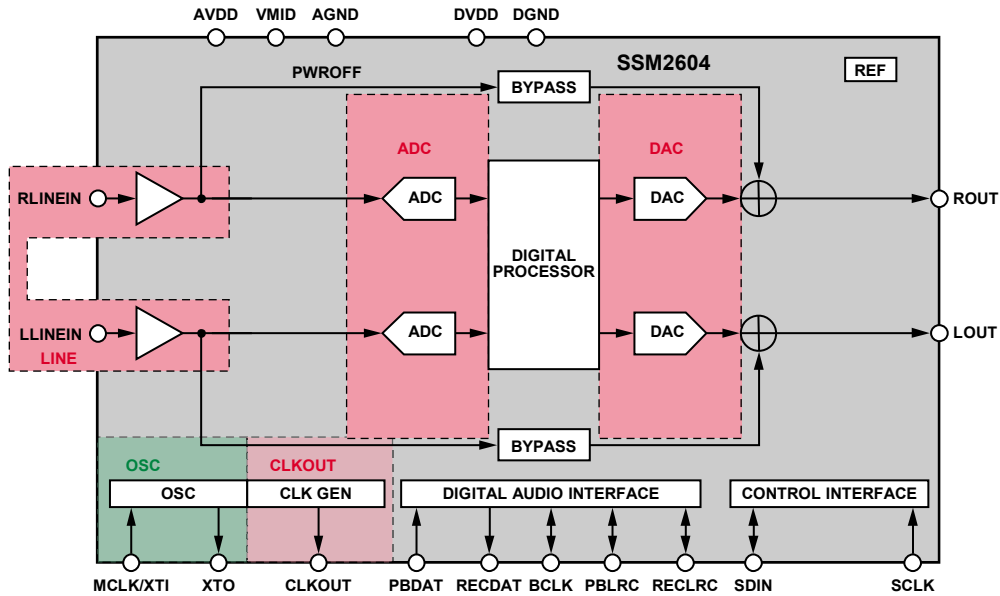 AVDD VMID AGND DVDD DGND
SSM2604
REF
PWROFF
BYPASS
ADC
DAC
RLINEIN
ADC
DAC
ROUT
DIGITAL
PROCESSOR
LLINEIN
ADC
DAC
LOUT
LINE
BYPASS
OSC
CLKOUT
OSC
CLK GEN
DIGITAL AUDIO INTERFACE
CONTROL INTERFACE
MCLK/XTI XTO CLKOUT PBDAT RECDAT BCLK PBLRC RECLRC SDIN SCLK